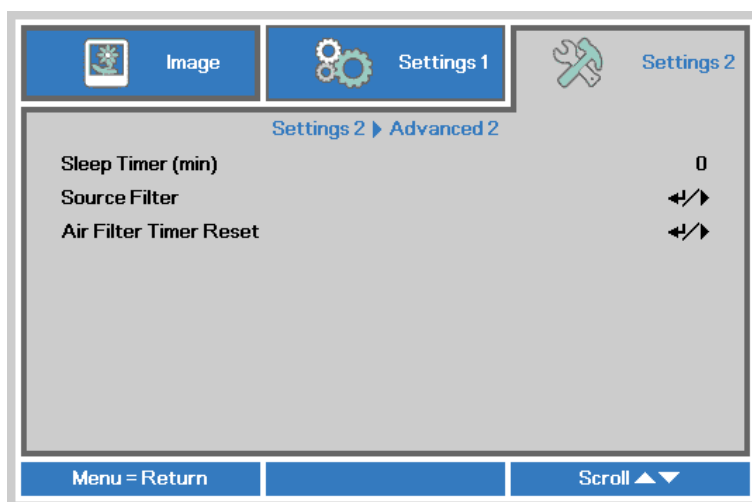 Image
Settings 1
Settings 2
Settings 2 ▶ Advanced 2
Sleep Timer (min) 0
Source Filter
Air Filter Timer Reset
Menu = Return
Scroll ▲▼